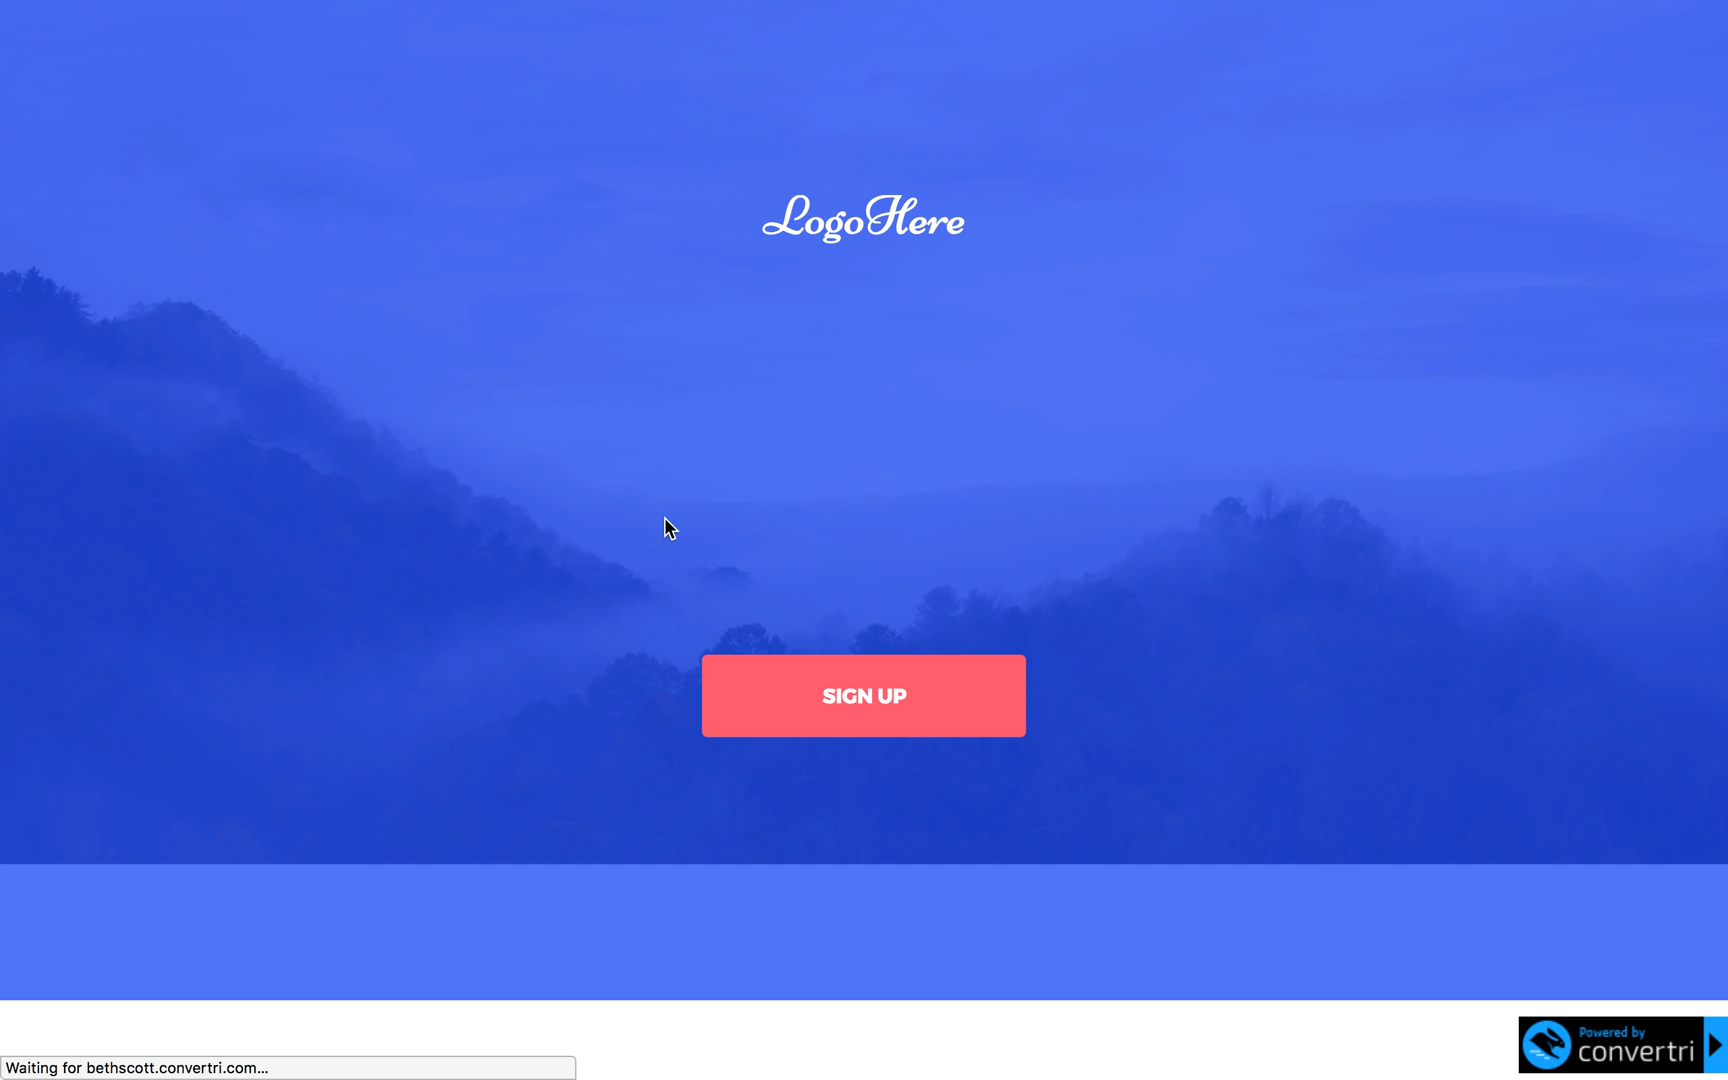 LogoHere
SIGN UP
Powered by
convertri
Waiting for bethscott.convertri.com...